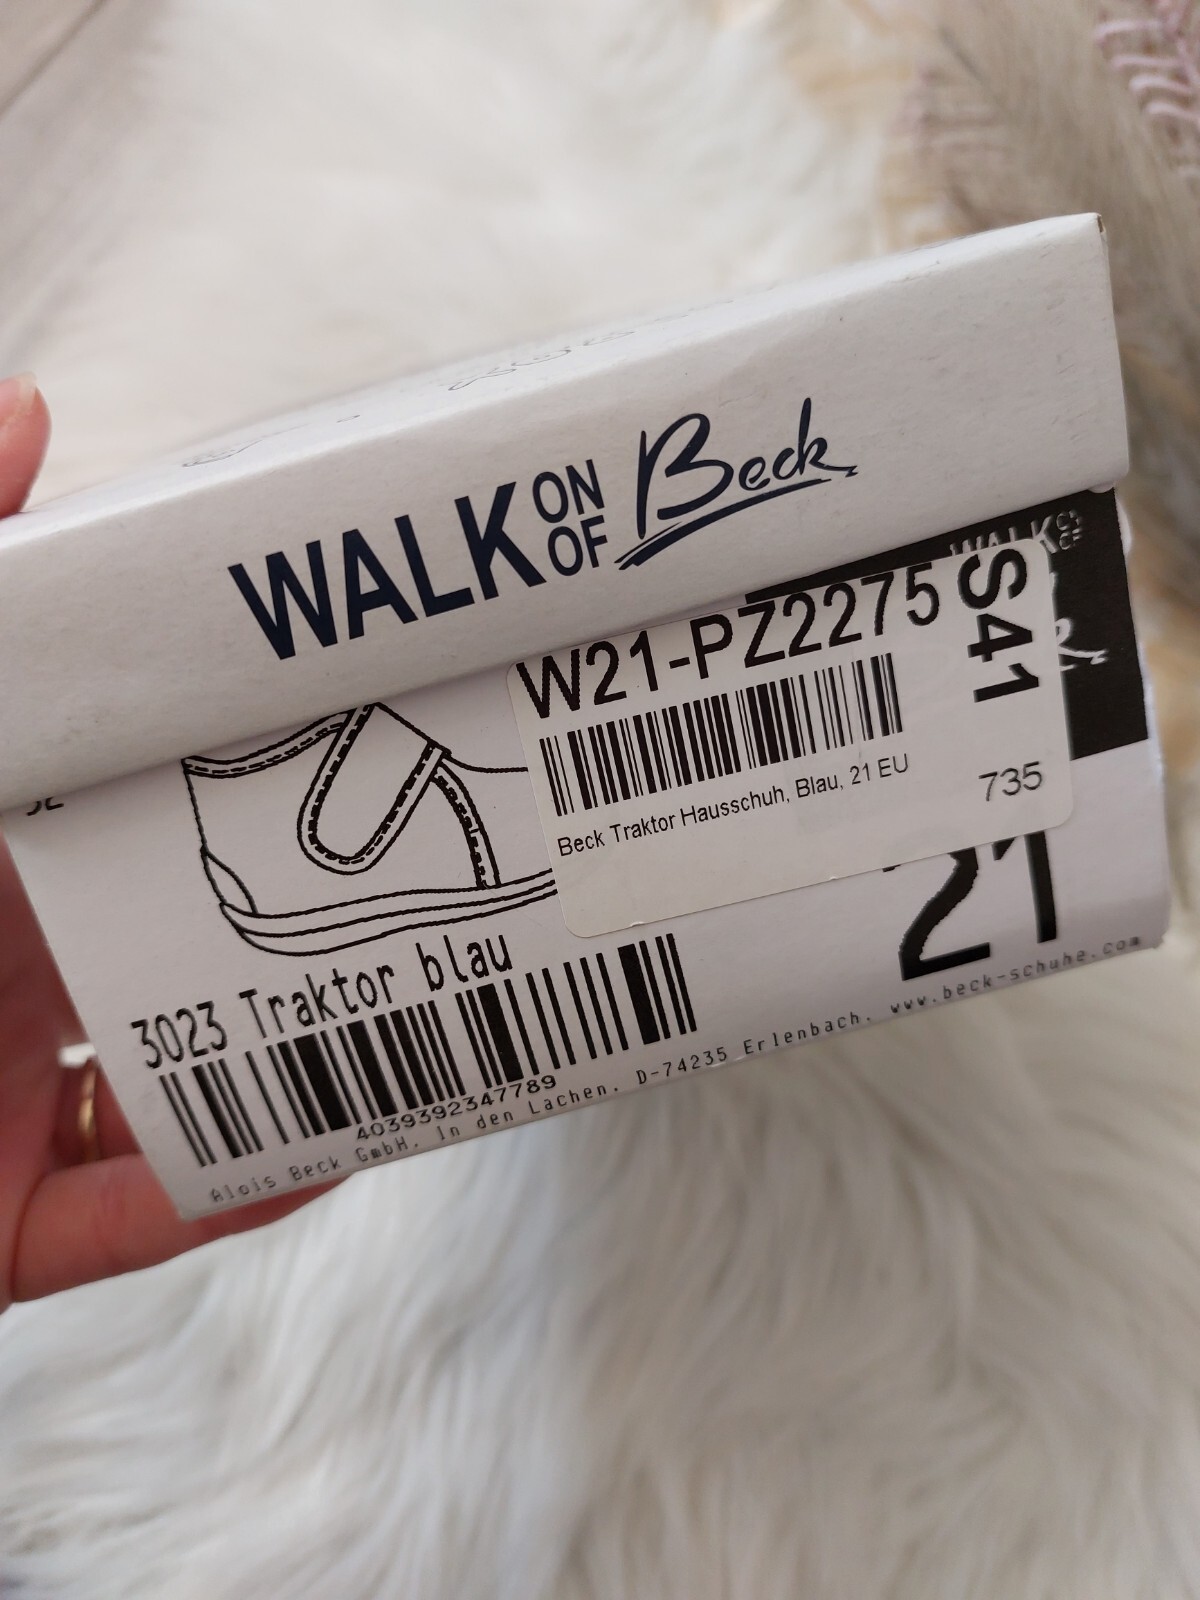 WALK ON OF Beck
WALK
W21-PZ2275
S41
Beck Traktor Hausschuh, Blau, 21 EU
735
21
3023 Traktor blau
4039392347789
Alois Beck GmbH. In den Lachen. D-74235 Erlenbach. www.beck-schuhe.com